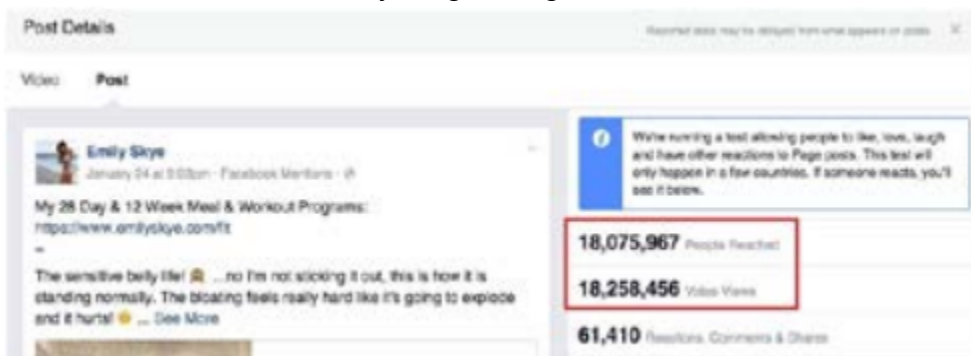 Post Details
Reported stats may be delayed from what appears on posts
Video Post
Emily Skye
January 24 at 5:03pm · Facebook Mentions ·
My 28 Day & 12 Week Meal & Workout Programs:
https://www.emilyskye.com/fit
–
The sensitive belly life! 🙈 ...no I'm not sticking it out, this is how it is
standing normally. The bloating feels really hard like it's going to explode
and it hurts! 😕 ... See More
We're running a test allowing people to like, love, laugh
and have other reactions to Page posts. This test will
only happen in a few countries. If someone reacts, you'll
see it below.
18,075,967 People Reached
18,258,456 Video Views
61,410 Reactions, Comments & Shares